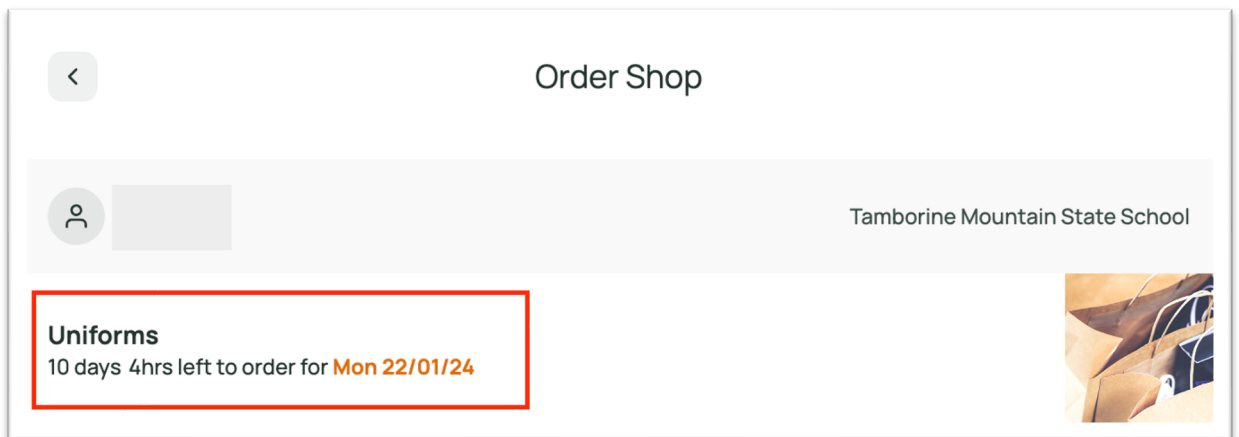 Order Shop
Tamborine Mountain State School
Uniforms
10 days 4hrs left to order for Mon 22/01/24